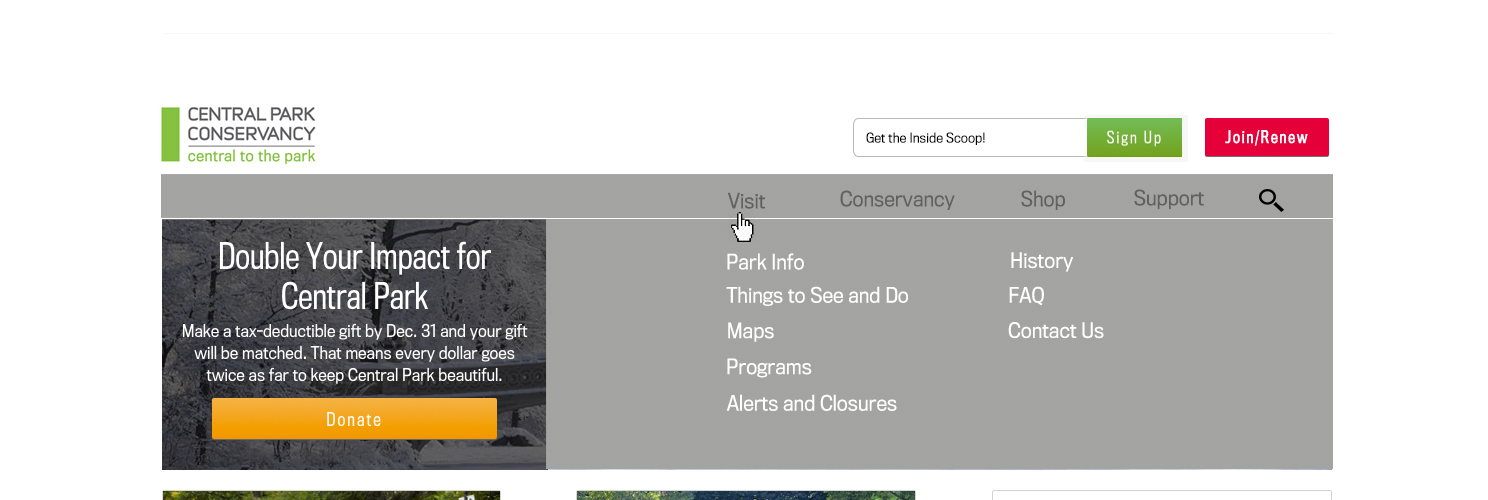 CENTRAL PARK
CONSERVANCY
central to the park
Get the Inside Scoop!
Sign Up
Join/Renew
Visit
Conservancy
Shop
Support
Double Your Impact for
Central Park
Make a tax-deductible gift by Dec. 31 and your gift
will be matched. That means every dollar goes
twice as far to keep Central Park beautiful.
Donate
Park Info
Things to See and Do
Maps
Programs
Alerts and Closures
History
FAQ
Contact Us